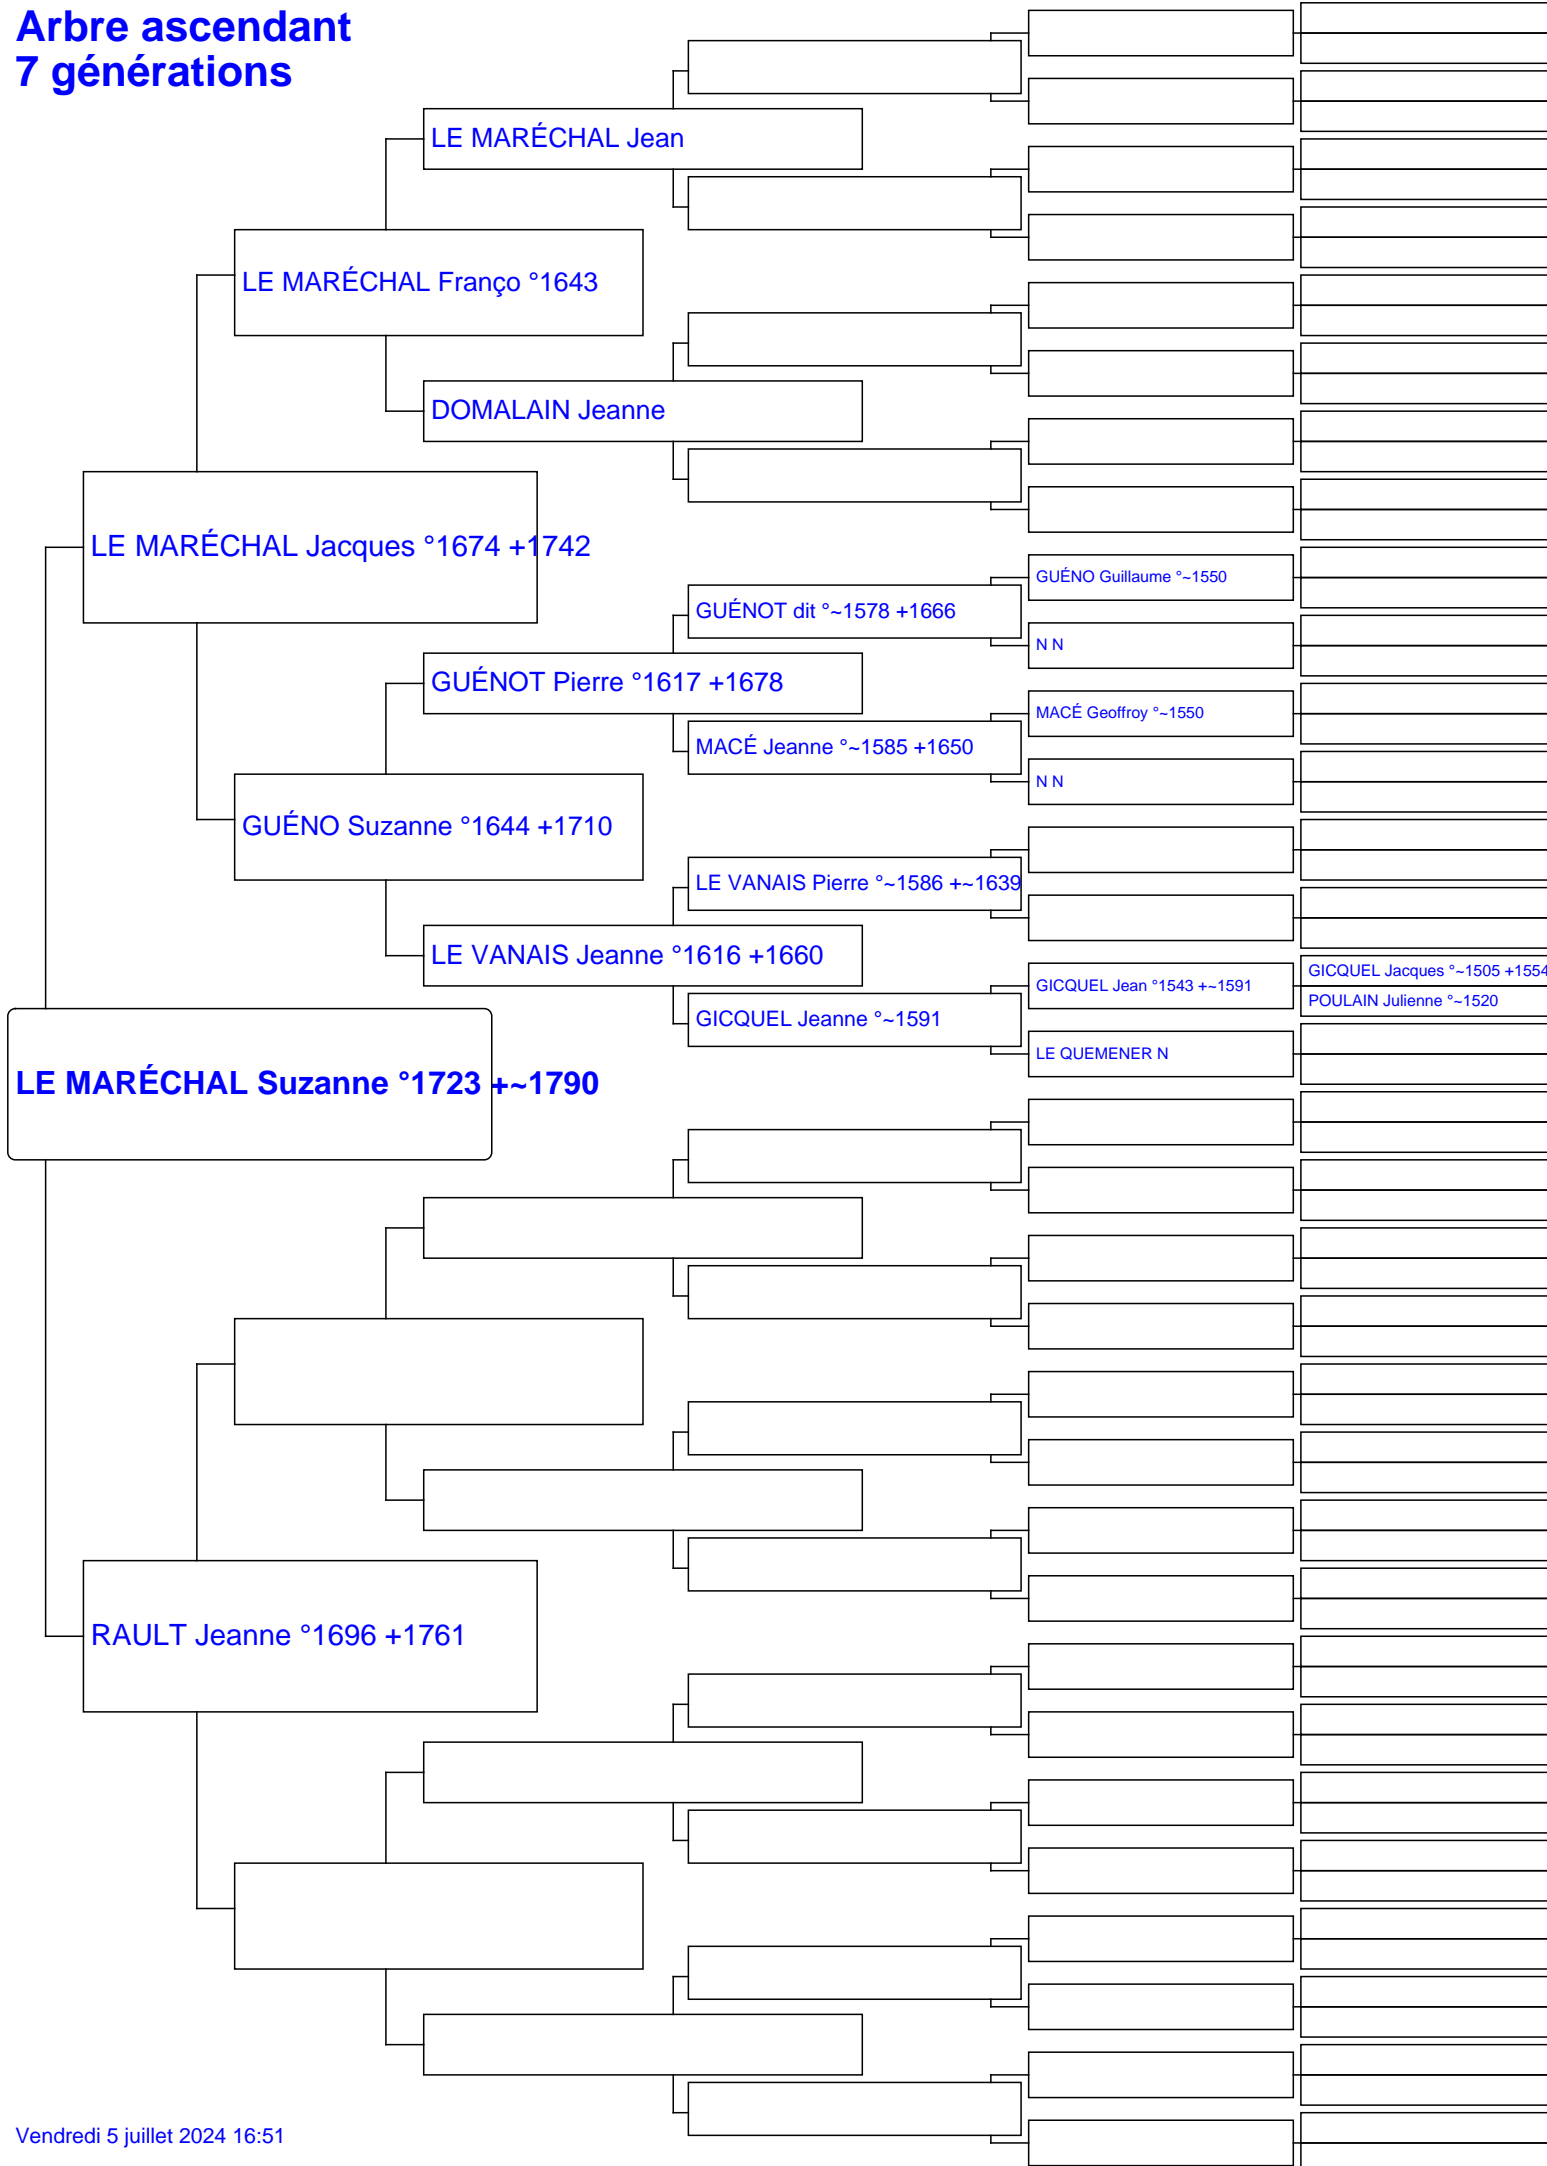 Arbre ascendant
7 générations
LE MARÉCHAL Jean
LE MARÉCHAL Franço °1643
DOMALAIN Jeanne
LE MARÉCHAL Jacques °1674 +1742
GUÉNO Guillaume °~1550
GUÉNOT dit °~1578 +1666
N N
GUÉNOT Pierre °1617 +1678
MACÉ Geoffroy °~1550
MACÉ Jeanne °~1585 +1650
N N
GUÉNO Suzanne °1644 +1710
LE VANAIS Pierre °~1586 +~1639
LE VANAIS Jeanne °1616 +1660
GICQUEL Jacques °~1505 +1554
GICQUEL Jean °1543 +~1591
POULAIN Julienne °~1520
GICQUEL Jeanne °~1591
LE QUEMENER N
LE MARÉCHAL Suzanne °1723 +~1790
RAULT Jeanne °1696 +1761
Vendredi 5 juillet 2024 16:51